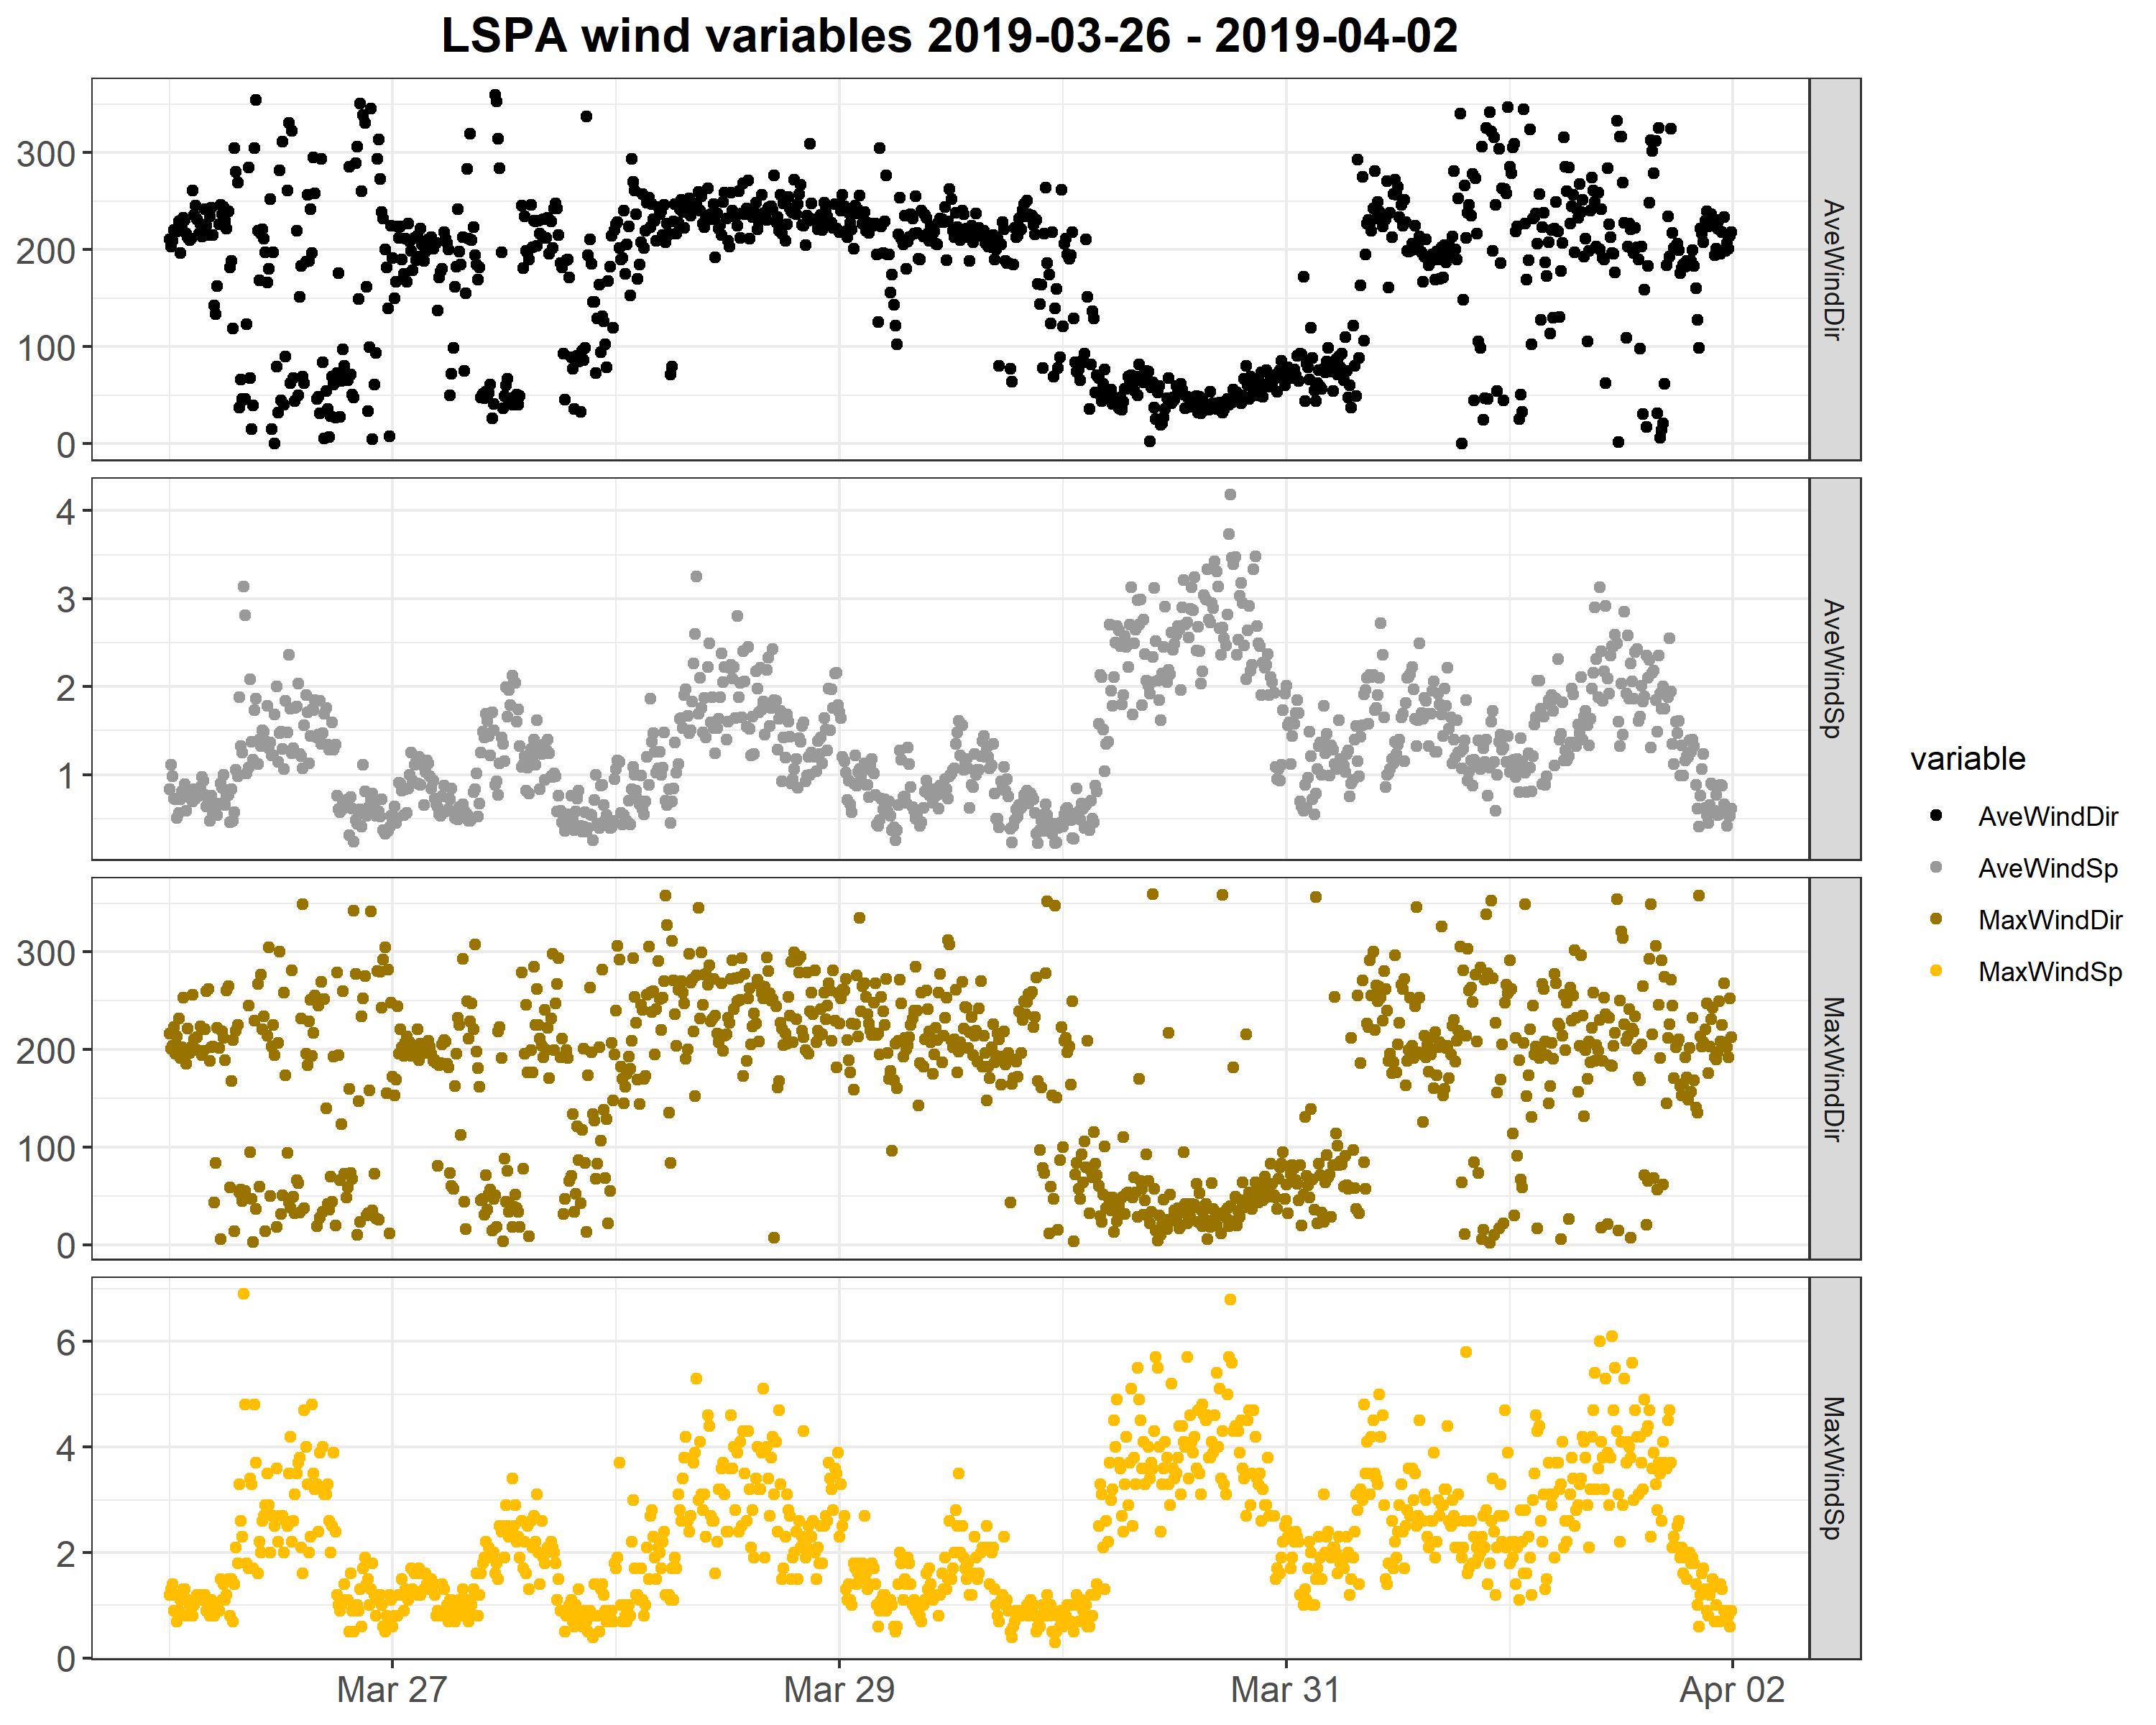 LSPA wind variables 2019-03-26 - 2019-04-02
300
200
100
0
AveWindDir
4
3
2
1
AveWindSp
300
200
100
0
MaxWindDir
6
4
2
0
MaxWindSp
Mar 27
Mar 29
Mar 31
Apr 02
variable
AveWindDir
AveWindSp
MaxWindDir
MaxWindSp